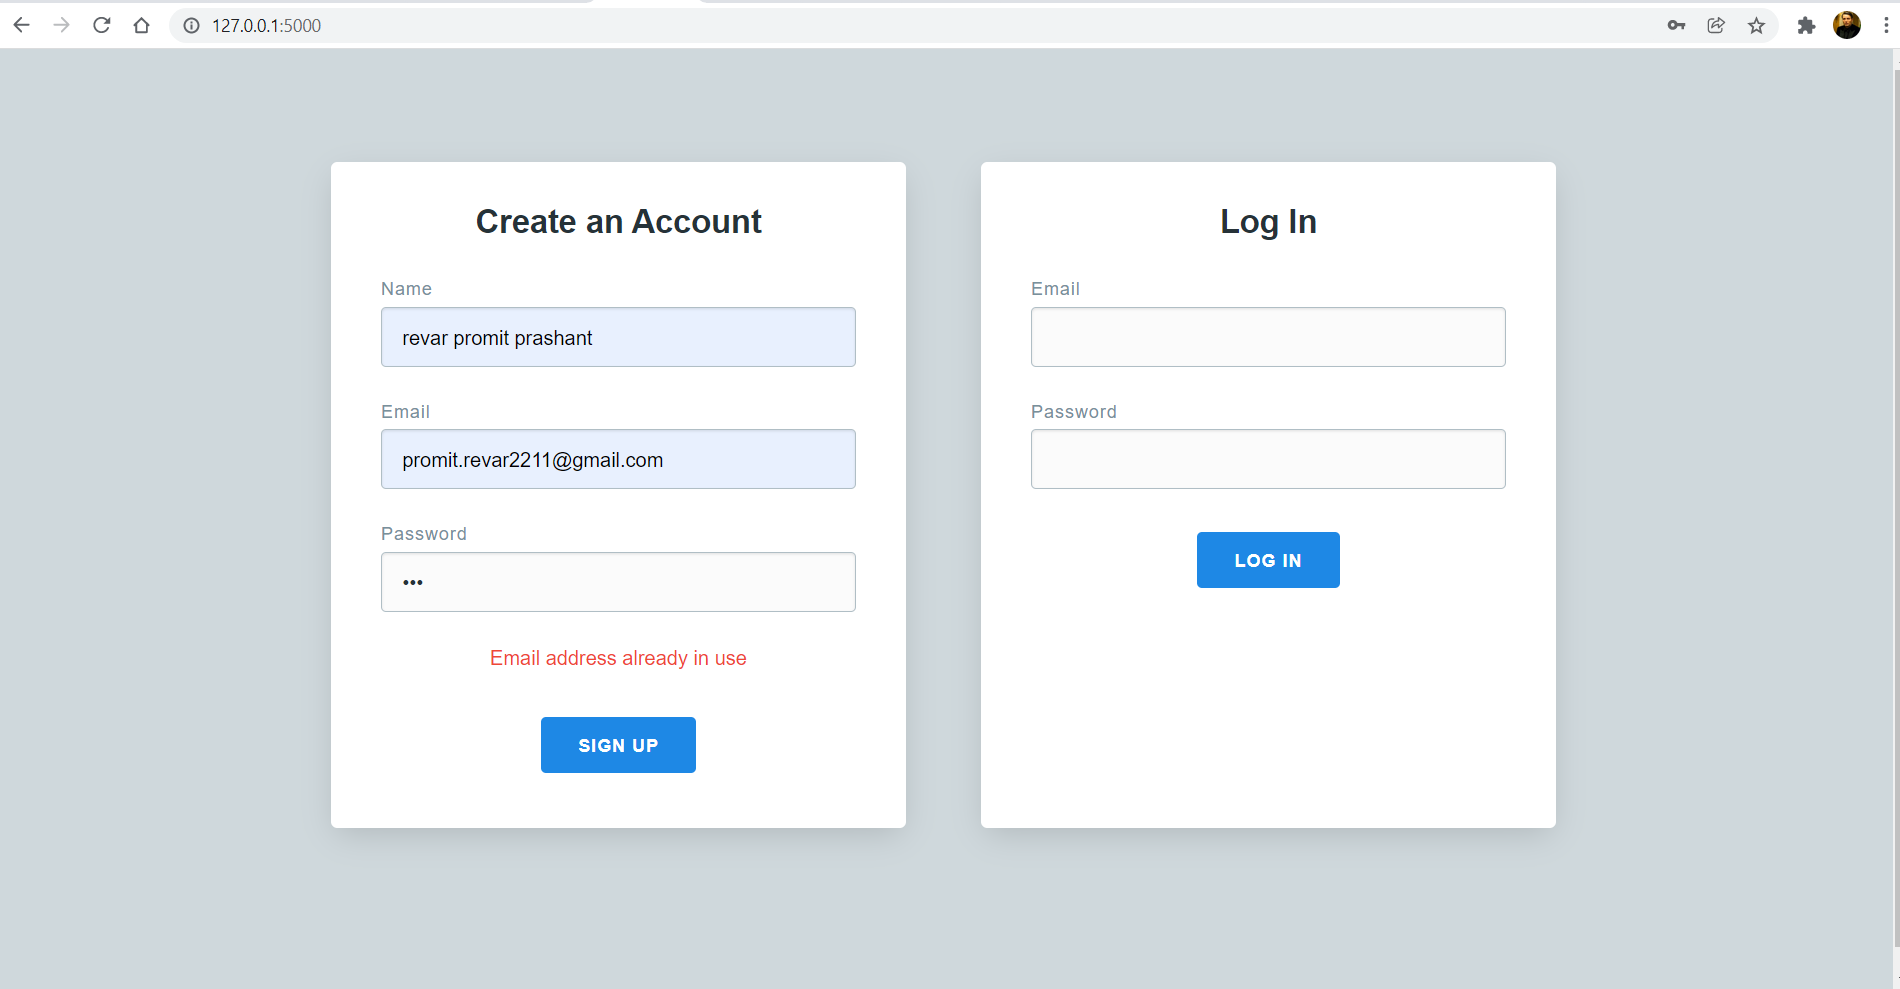 127.0.0.1:5000
Create an Account
Name
revar promit prashant
Email
promit.revar2211@gmail.com
Password
•••
Email address already in use
SIGN UP
Log In
Email
Password
LOG IN